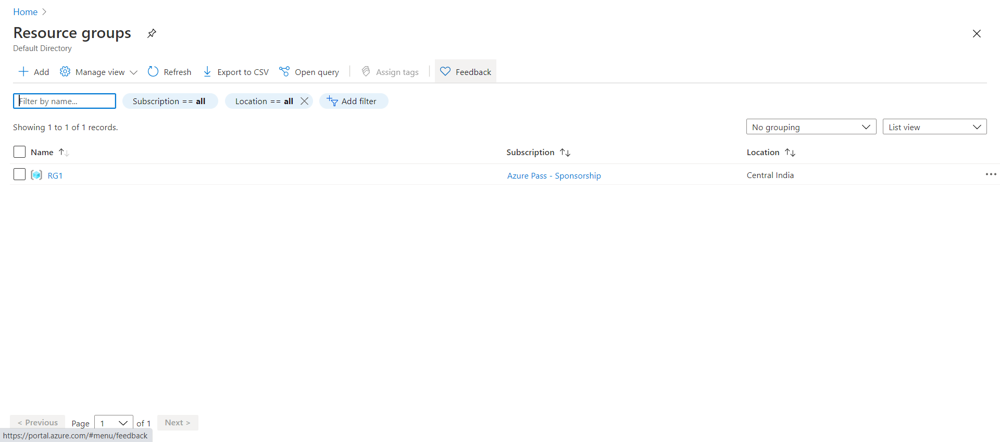 Home
Resource groups
Default Directory
Add Manage view Refresh Export to CSV Open query Assign tags Feedback
Filter by name... Subscription == all Location == all Add filter
Showing 1 to 1 of 1 records. No grouping List view
Name Subscription Location
RG1 Azure Pass - Sponsorship Central India
< Previous Page 1 of 1 Next >
https://portal.azure.com/#menu/feedback